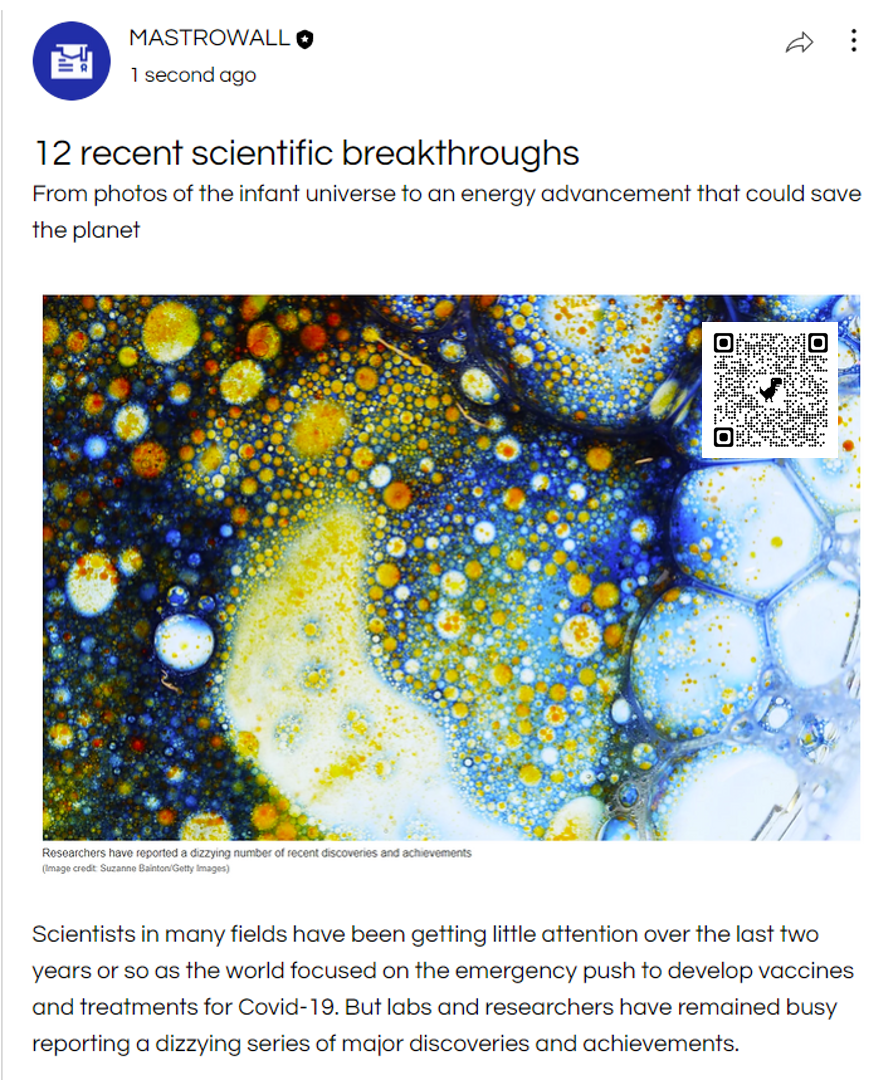 MASTROWALL
1 second ago
12 recent scientific breakthroughs
From photos of the infant universe to an energy advancement that could save
the planet
Researchers have reported a dizzying number of recent discoveries and achievements
(Image credit: Suzanne Bainton/Getty Images)
Scientists in many fields have been getting little attention over the last two
years or so as the world focused on the emergency push to develop vaccines
and treatments for Covid-19. But labs and researchers have remained busy
reporting a dizzying series of major discoveries and achievements.